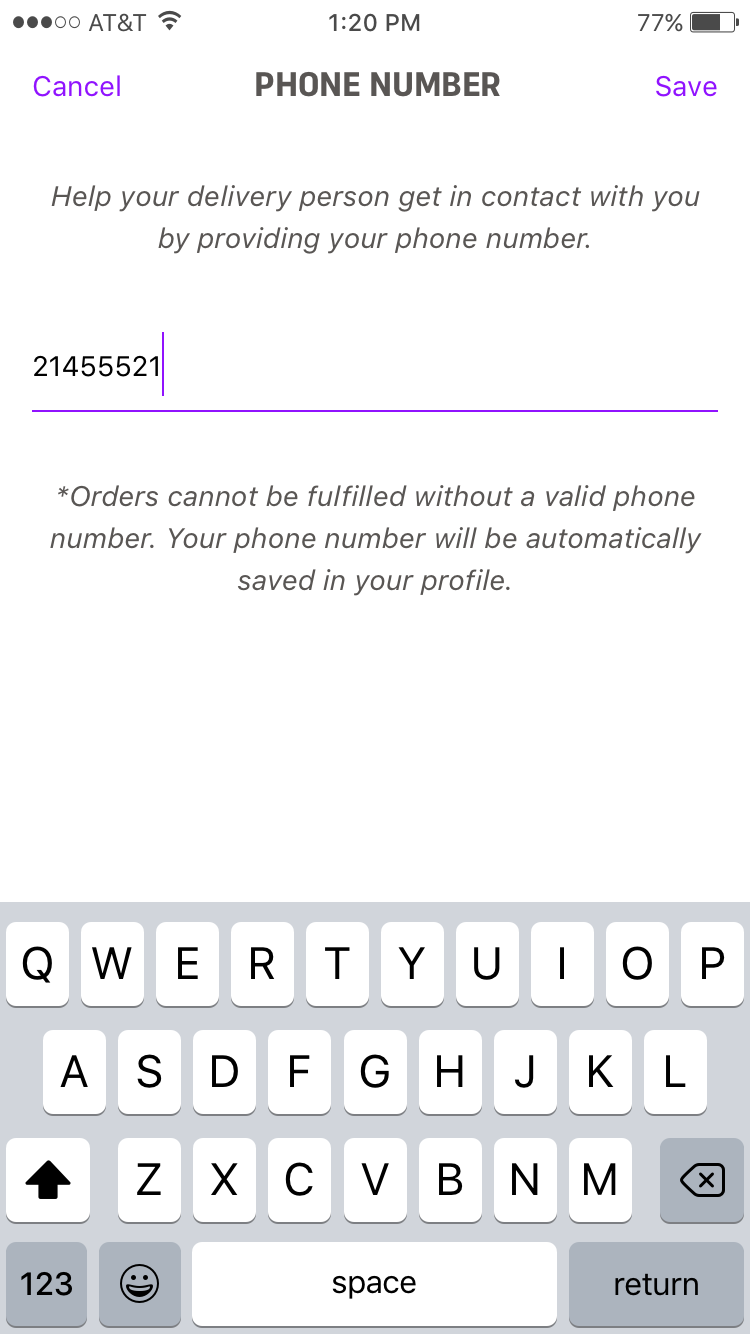 AT&T 1:20 PM 77%
Cancel PHONE NUMBER Save
Help your delivery person get in contact with you
by providing your phone number.
21455521
*Orders cannot be fulfilled without a valid phone
number. Your phone number will be automatically
saved in your profile.
Q W E R T Y U I O P
A S D F G H J K L
Z X C V B N M
123 space return